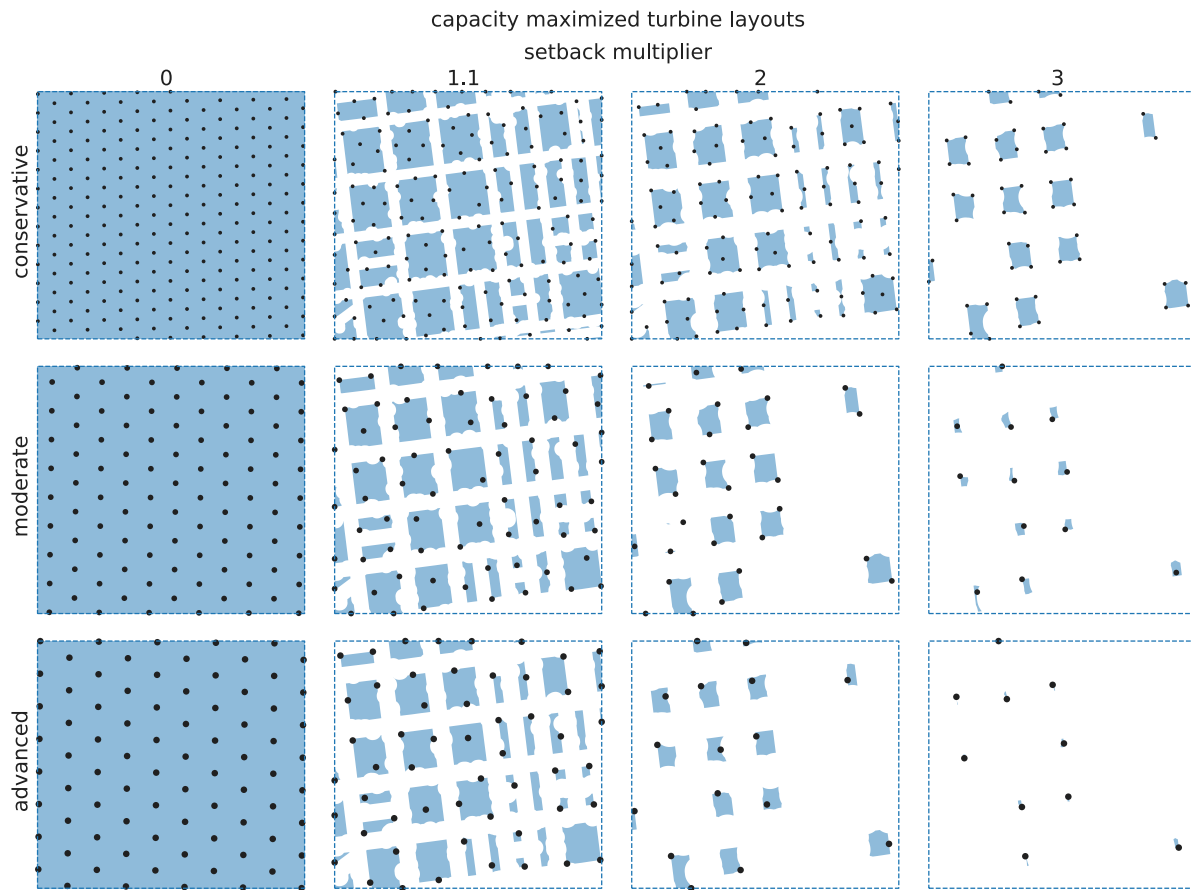 capacity maximized turbine layouts
setback multiplier
0 1.1 2 3
conservative
moderate
advanced